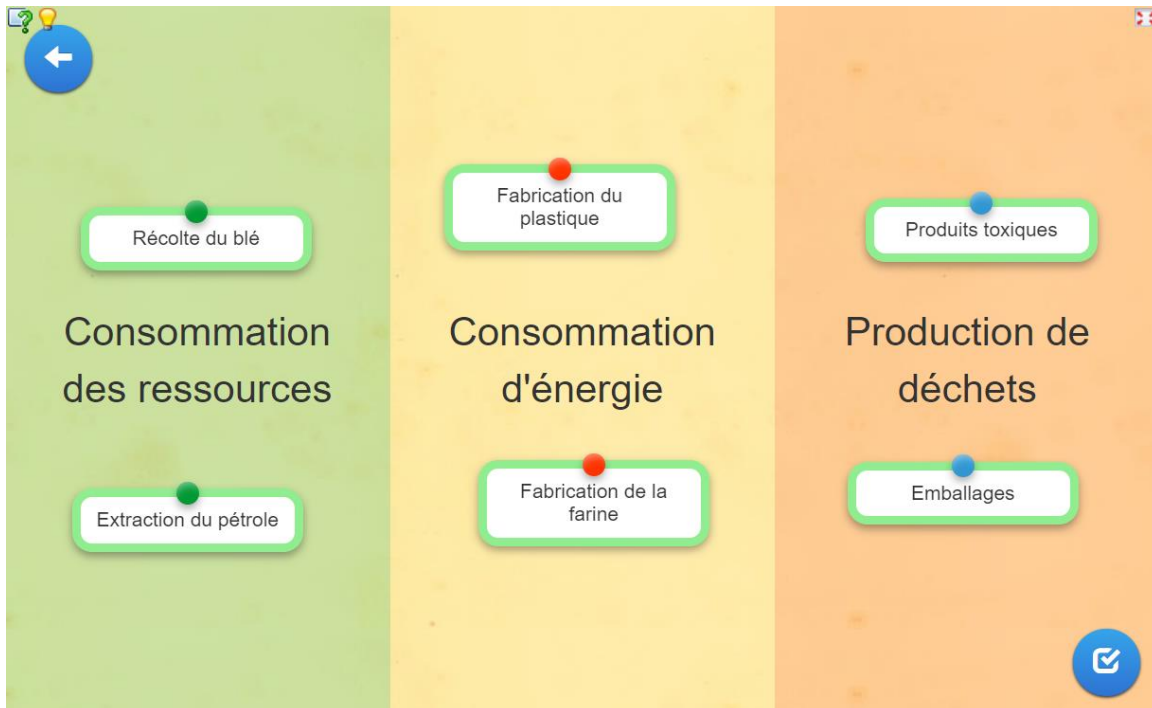 Récolte du blé
Consommation
des ressources
Extraction du pétrole
Fabrication du
plastique
Consommation
d'énergie
Fabrication de la
farine
Produits toxiques
Production de
déchets
Emballages